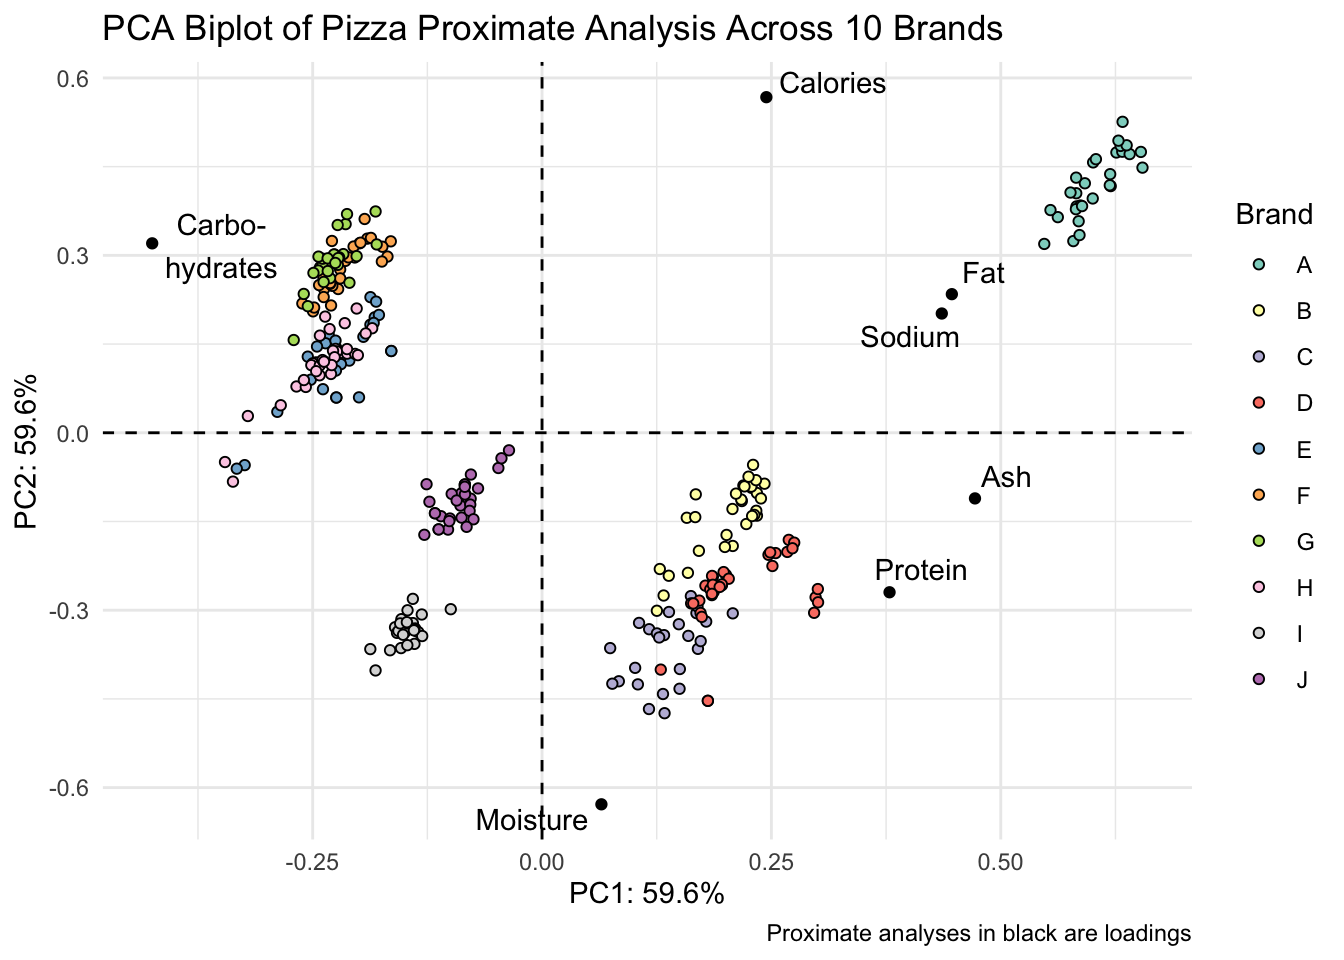 PCA Biplot of Pizza Proximate Analysis Across 10 Brands
PC2: 59.6%
0.6
0.3
0.0
-0.3
-0.6
Calories
Carbo-
hydrates
Fat
Sodium
Ash
Protein
Moisture
-0.25
0.00
0.25
0.50
PC1: 59.6%
Proximate analyses in black are loadings
Brand
A
B
C
D
E
F
G
H
I
J